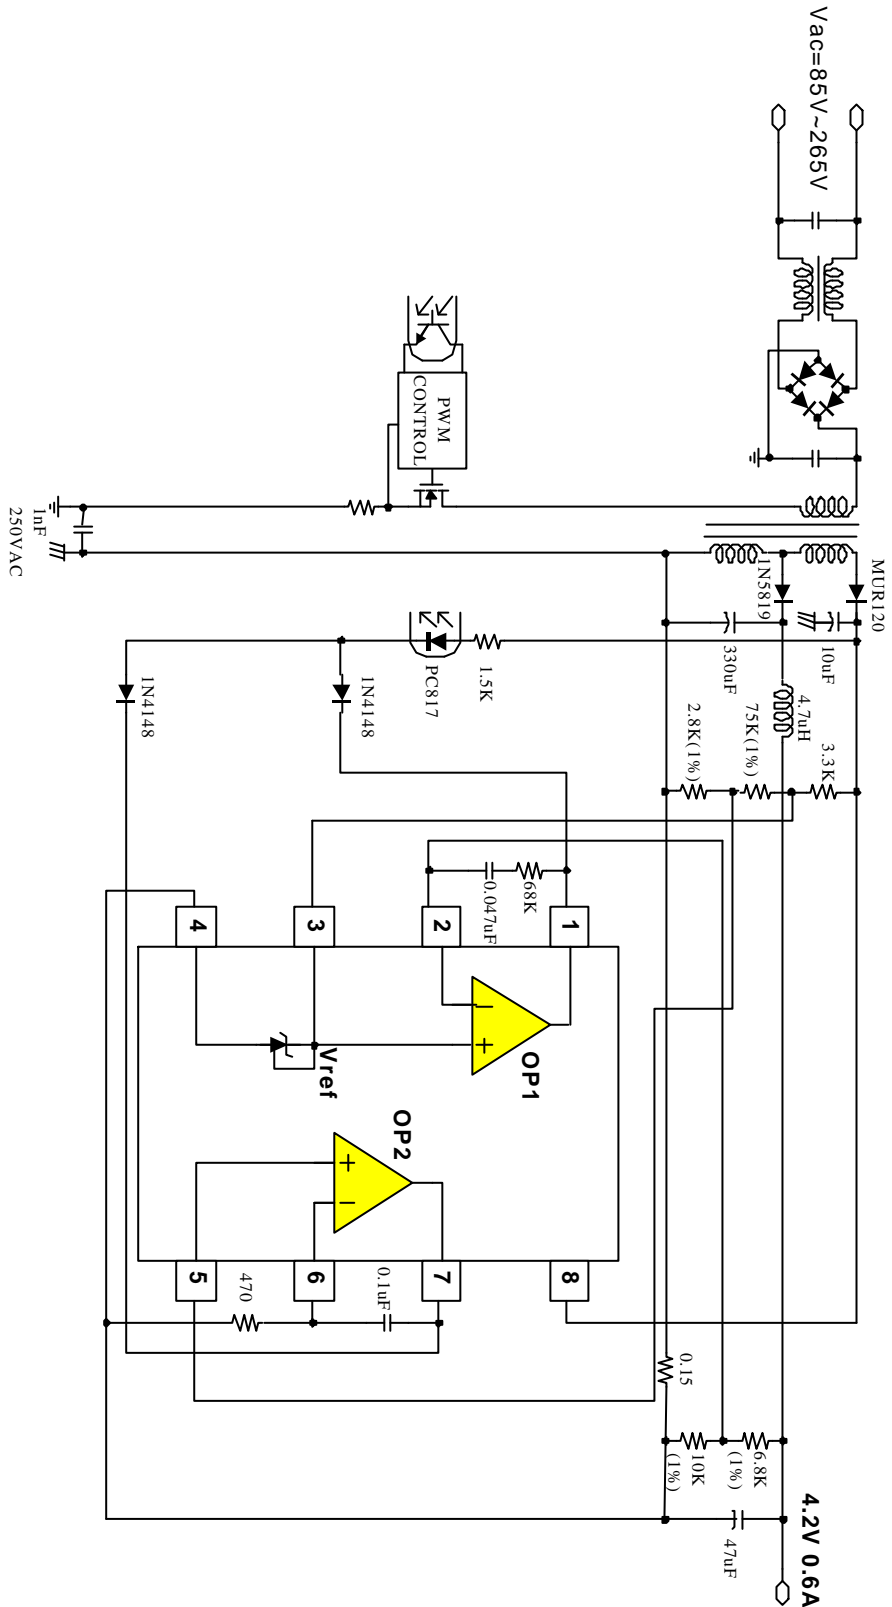 Vac=85V~265V
PWM
CONTROL
1nF
250VAC
MUR120
1N5819
10uF
330uF
4.7uH
1.5K
PC817
1N4148
1N4148
3.3K
75K(1%)
2.8K(1%)
68K
0.047uF
1
2
3
4
OP1
Vref
OP2
8
7
6
5
0.1uF
470
0.15
6.8K
(1%)
10K
(1%)
4.2V 0.6A
47uF